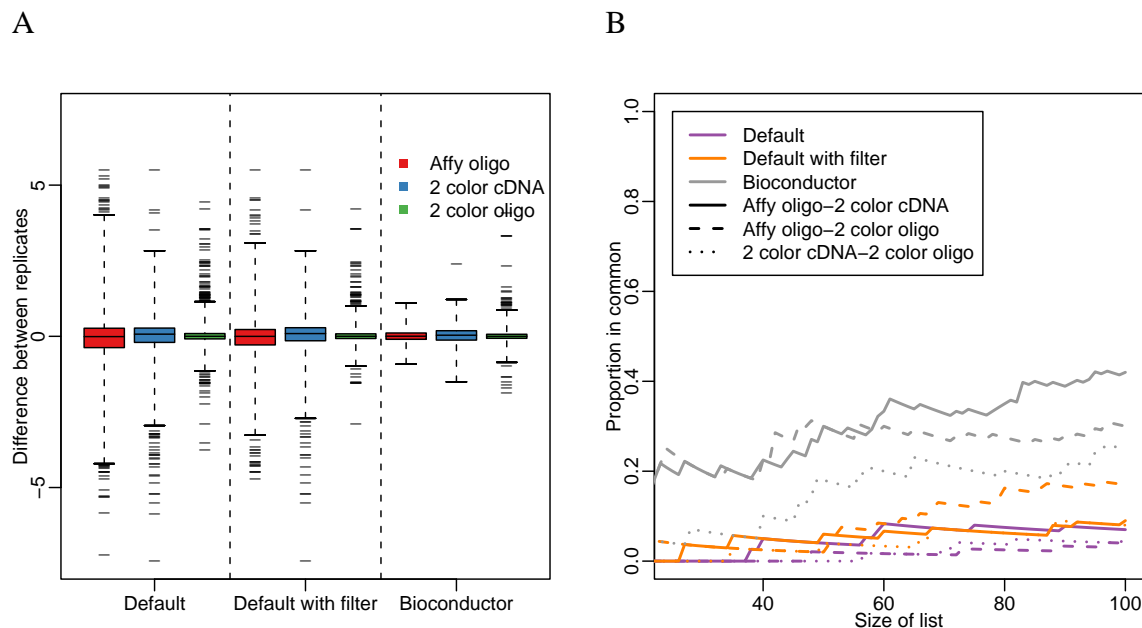 A
Difference between replicates
5
0
−5
Affy oligo
2 color cDNA
2 color oligo
Default
Default with filter
Bioconductor
B
Proportion in common
1.0
0.8
0.6
0.4
0.2
0.0
Default
Default with filter
Bioconductor
Affy oligo−2 color cDNA
Affy oligo−2 color oligo
2 color cDNA−2 color oligo
40
60
80
100
Size of list